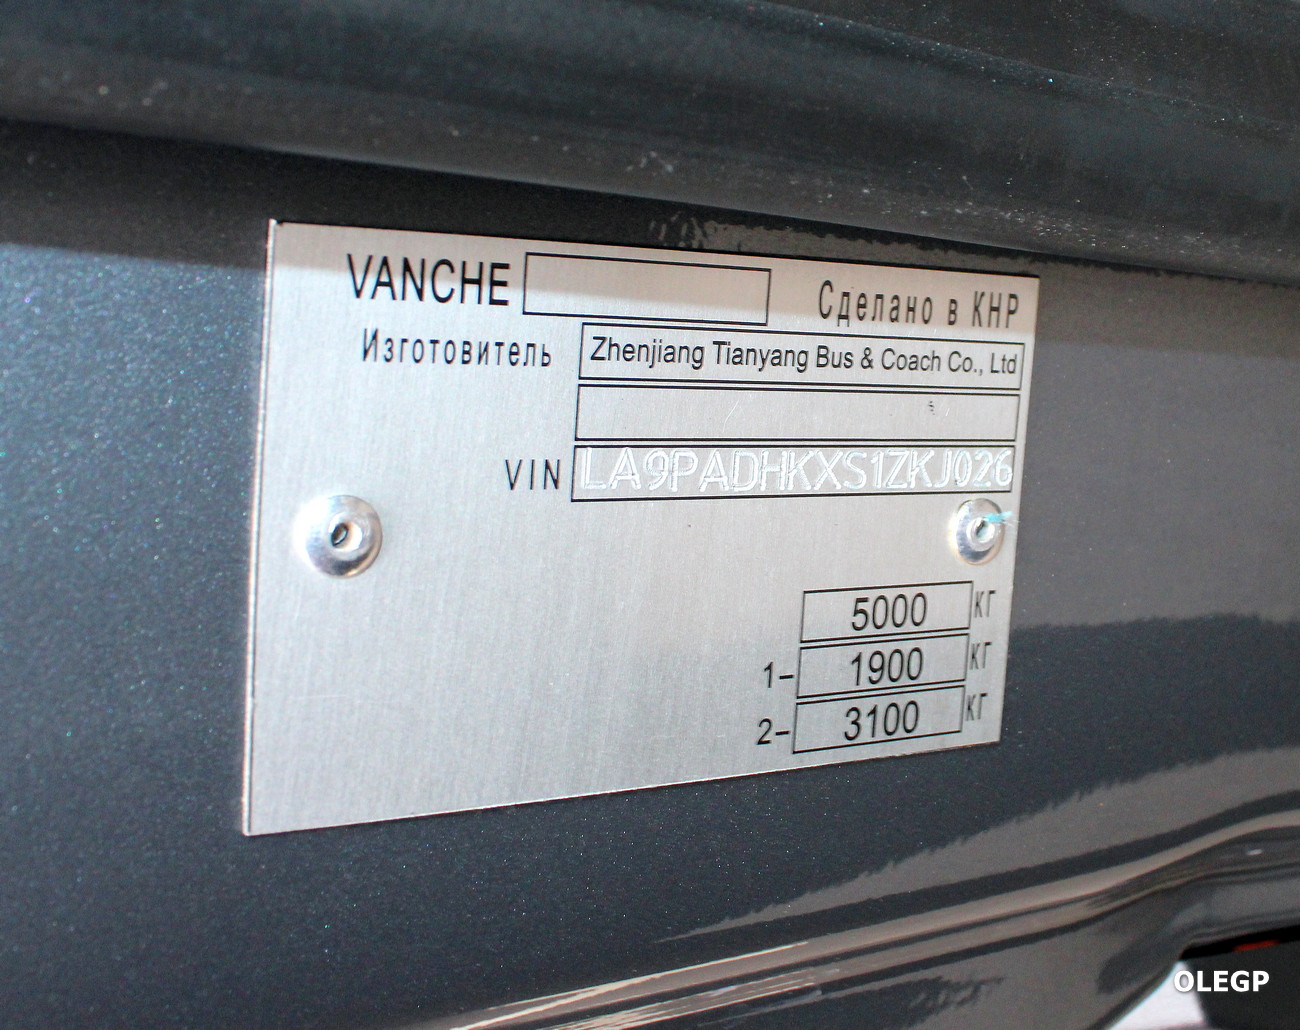 VANCHE Сделано в КНР
Изготовитель Zhenjiang Tianyang Bus & Coach Co., Ltd
VIN LA9PADHKXS1ZKJ026
5000 КГ
1– 1900 КГ
2– 3100 КГ
OLEGP